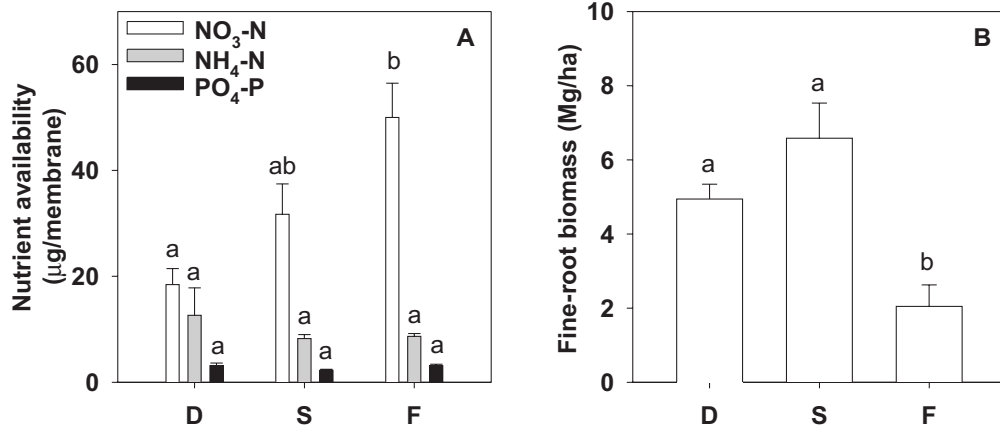 NO₃-N
NH₄-N
PO₄-P
A
Nutrient availability
(μg/membrane)
60
40
20
0
a
a
a
ab
a
a
b
a
a
D
S
F
B
Fine-root biomass (Mg/ha)
10
8
6
4
2
0
a
a
b
D
S
F